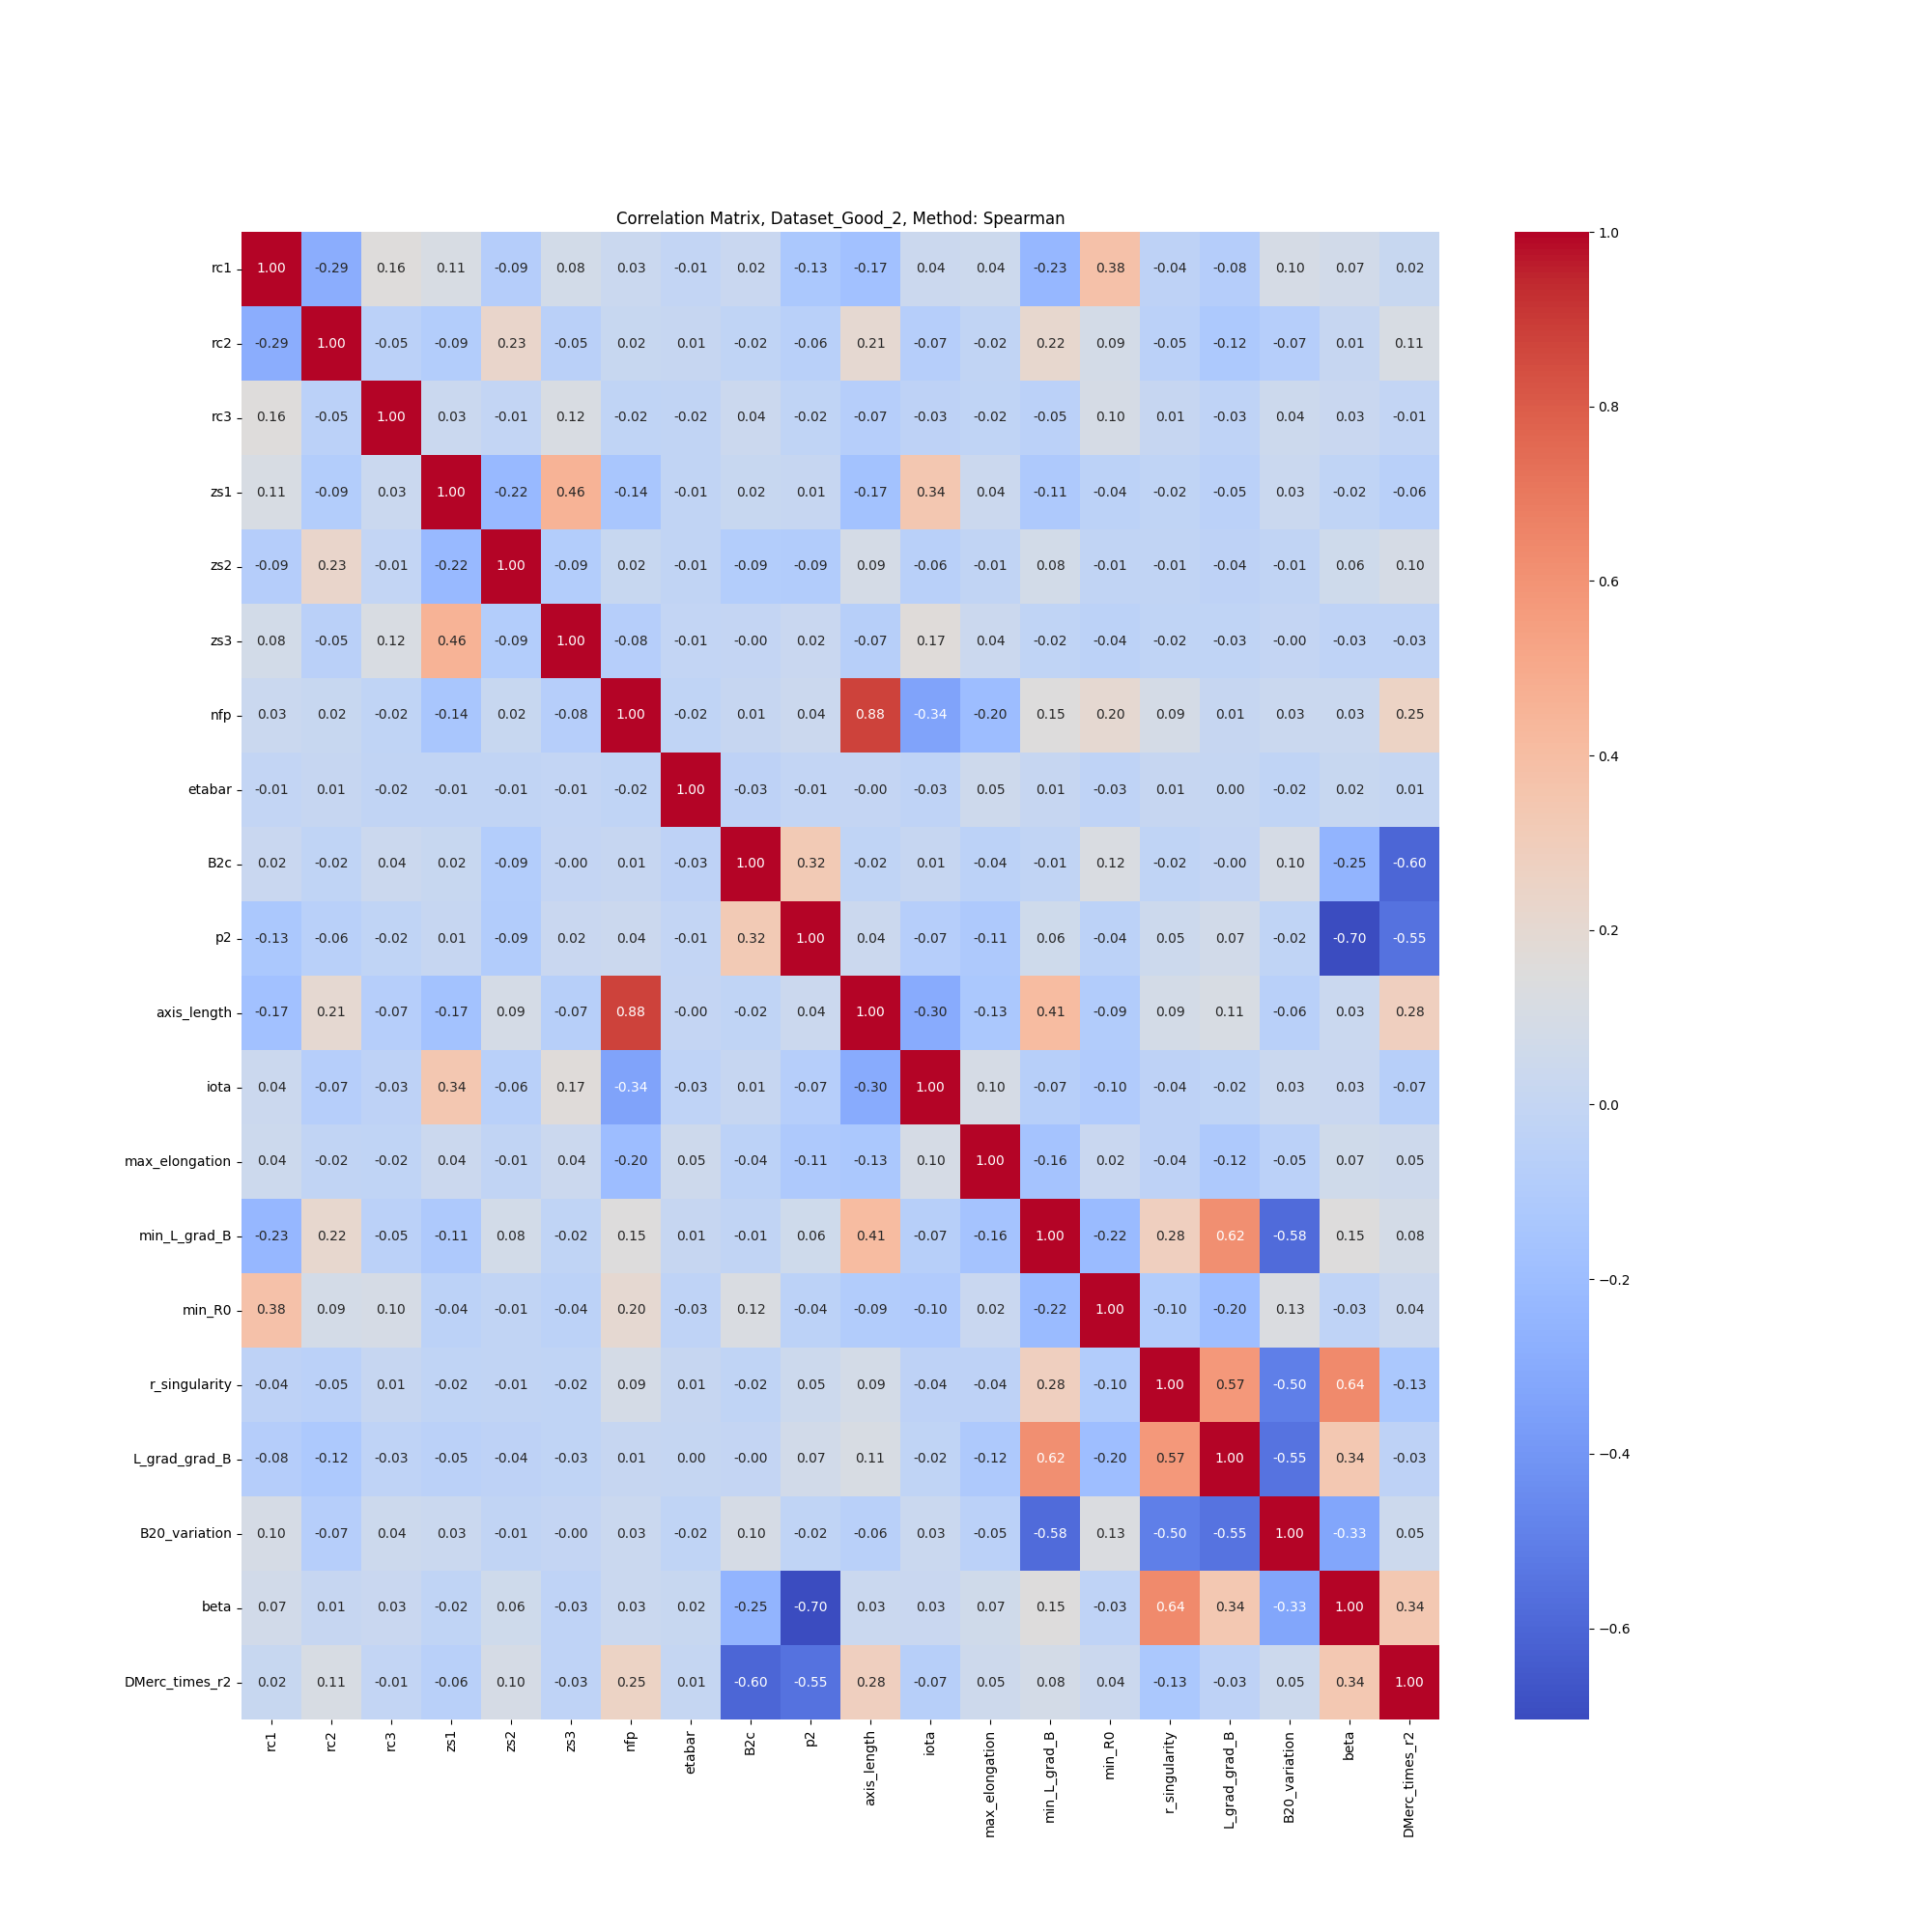 Correlation Matrix, Dataset_Good_2, Method: Spearman
rc1 1.00 -0.29 0.16 0.11 -0.09 0.08 0.03 -0.01 0.02 -0.13 -0.17 0.04 0.04 -0.23 0.38 -0.04 -0.08 0.10 0.07 0.02
rc2 -0.29 1.00 -0.05 -0.09 0.23 -0.05 0.02 0.01 -0.02 -0.06 0.21 -0.07 -0.02 0.22 0.09 -0.05 -0.12 -0.07 0.01 0.11
rc3 0.16 -0.05 1.00 0.03 -0.01 0.12 -0.02 -0.02 0.04 -0.02 -0.07 -0.03 -0.02 -0.05 0.10 0.01 -0.03 0.04 0.03 -0.01
zs1 0.11 -0.09 0.03 1.00 -0.22 0.46 -0.14 -0.01 0.02 0.01 -0.17 0.34 0.04 -0.11 -0.04 -0.02 -0.05 0.03 -0.02 -0.06
zs2 -0.09 0.23 -0.01 -0.22 1.00 -0.09 0.02 -0.01 -0.09 -0.09 0.09 -0.06 -0.01 0.08 -0.01 -0.01 -0.04 -0.01 0.06 0.10
zs3 0.08 -0.05 0.12 0.46 -0.09 1.00 -0.08 -0.01 -0.00 0.02 -0.07 0.17 0.04 -0.02 -0.04 -0.02 -0.03 -0.00 -0.03 -0.03
nfp 0.03 0.02 -0.02 -0.14 0.02 -0.08 1.00 -0.02 0.01 0.04 0.88 -0.34 -0.20 0.15 0.20 0.09 0.01 0.03 0.03 0.25
etabar -0.01 0.01 -0.02 -0.01 -0.01 -0.01 -0.02 1.00 -0.03 -0.01 -0.00 -0.03 0.05 0.01 -0.03 0.01 0.00 -0.02 0.02 0.01
B2c 0.02 -0.02 0.04 0.02 -0.09 -0.00 0.01 -0.03 1.00 0.32 -0.02 0.01 -0.04 -0.01 0.12 -0.02 -0.00 0.10 -0.25 -0.60
p2 -0.13 -0.06 -0.02 0.01 -0.09 0.02 0.04 -0.01 0.32 1.00 0.04 -0.07 -0.11 0.06 -0.04 0.05 0.07 -0.02 -0.70 -0.55
axis_length -0.17 0.21 -0.07 -0.17 0.09 -0.07 0.88 -0.00 -0.02 0.04 1.00 -0.30 -0.13 0.41 -0.09 0.09 0.11 -0.06 0.03 0.28
iota 0.04 -0.07 -0.03 0.34 -0.06 0.17 -0.34 -0.03 0.01 -0.07 -0.30 1.00 0.10 -0.07 -0.10 -0.04 -0.02 0.03 0.03 -0.07
max_elongation 0.04 -0.02 -0.02 0.04 -0.01 0.04 -0.20 0.05 -0.04 -0.11 -0.13 0.10 1.00 -0.16 0.02 -0.04 -0.12 -0.05 0.07 0.05
min_L_grad_B -0.23 0.22 -0.05 -0.11 0.08 -0.02 0.15 0.01 -0.01 0.06 0.41 -0.07 -0.16 1.00 -0.22 0.28 0.62 -0.58 0.15 0.08
min_R0 0.38 0.09 0.10 -0.04 -0.01 -0.04 0.20 -0.03 0.12 -0.04 -0.09 -0.10 0.02 -0.22 1.00 -0.10 -0.20 0.13 -0.03 0.04
r_singularity -0.04 -0.05 0.01 -0.02 -0.01 -0.02 0.09 0.01 -0.02 0.05 0.09 -0.04 -0.04 0.28 -0.10 1.00 0.57 -0.50 0.64 -0.13
L_grad_grad_B -0.08 -0.12 -0.03 -0.05 -0.04 -0.03 0.01 0.00 -0.00 0.07 0.11 -0.02 -0.12 0.62 -0.20 0.57 1.00 -0.55 0.34 -0.03
B20_variation 0.10 -0.07 0.04 0.03 -0.01 -0.00 0.03 -0.02 0.10 -0.02 -0.06 0.03 -0.05 -0.58 0.13 -0.50 -0.55 1.00 -0.33 0.05
beta 0.07 0.01 0.03 -0.02 0.06 -0.03 0.03 0.02 -0.25 -0.70 0.03 0.03 0.07 0.15 -0.03 0.64 0.34 -0.33 1.00 0.34
DMerc_times_r2 0.02 0.11 -0.01 -0.06 0.10 -0.03 0.25 0.01 -0.60 -0.55 0.28 -0.07 0.05 0.08 0.04 -0.13 -0.03 0.05 0.34 1.00
rc1 rc2 rc3 zs1 zs2 zs3 nfp etabar B2c p2 axis_length iota max_elongation min_L_grad_B min_R0 r_singularity L_grad_grad_B B20_variation beta DMerc_times_r2
1.0
0.8
0.6
0.4
0.2
0.0
−0.2
−0.4
−0.6